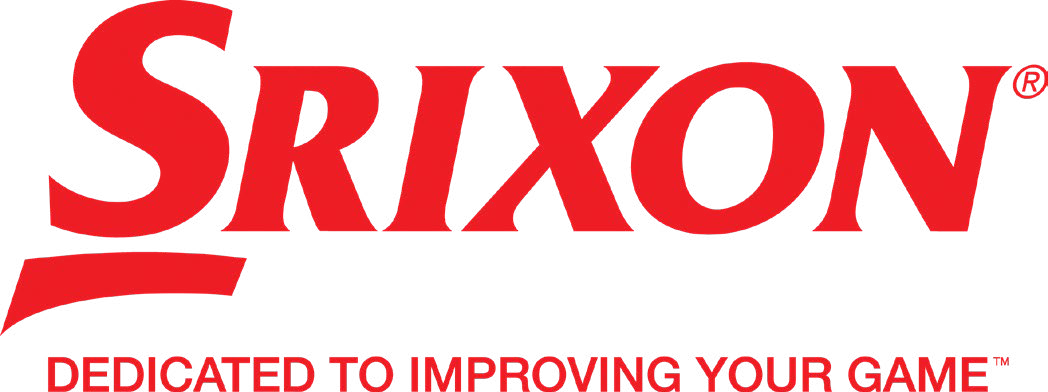 SRIXON®
DEDICATED TO IMPROVING YOUR GAME™